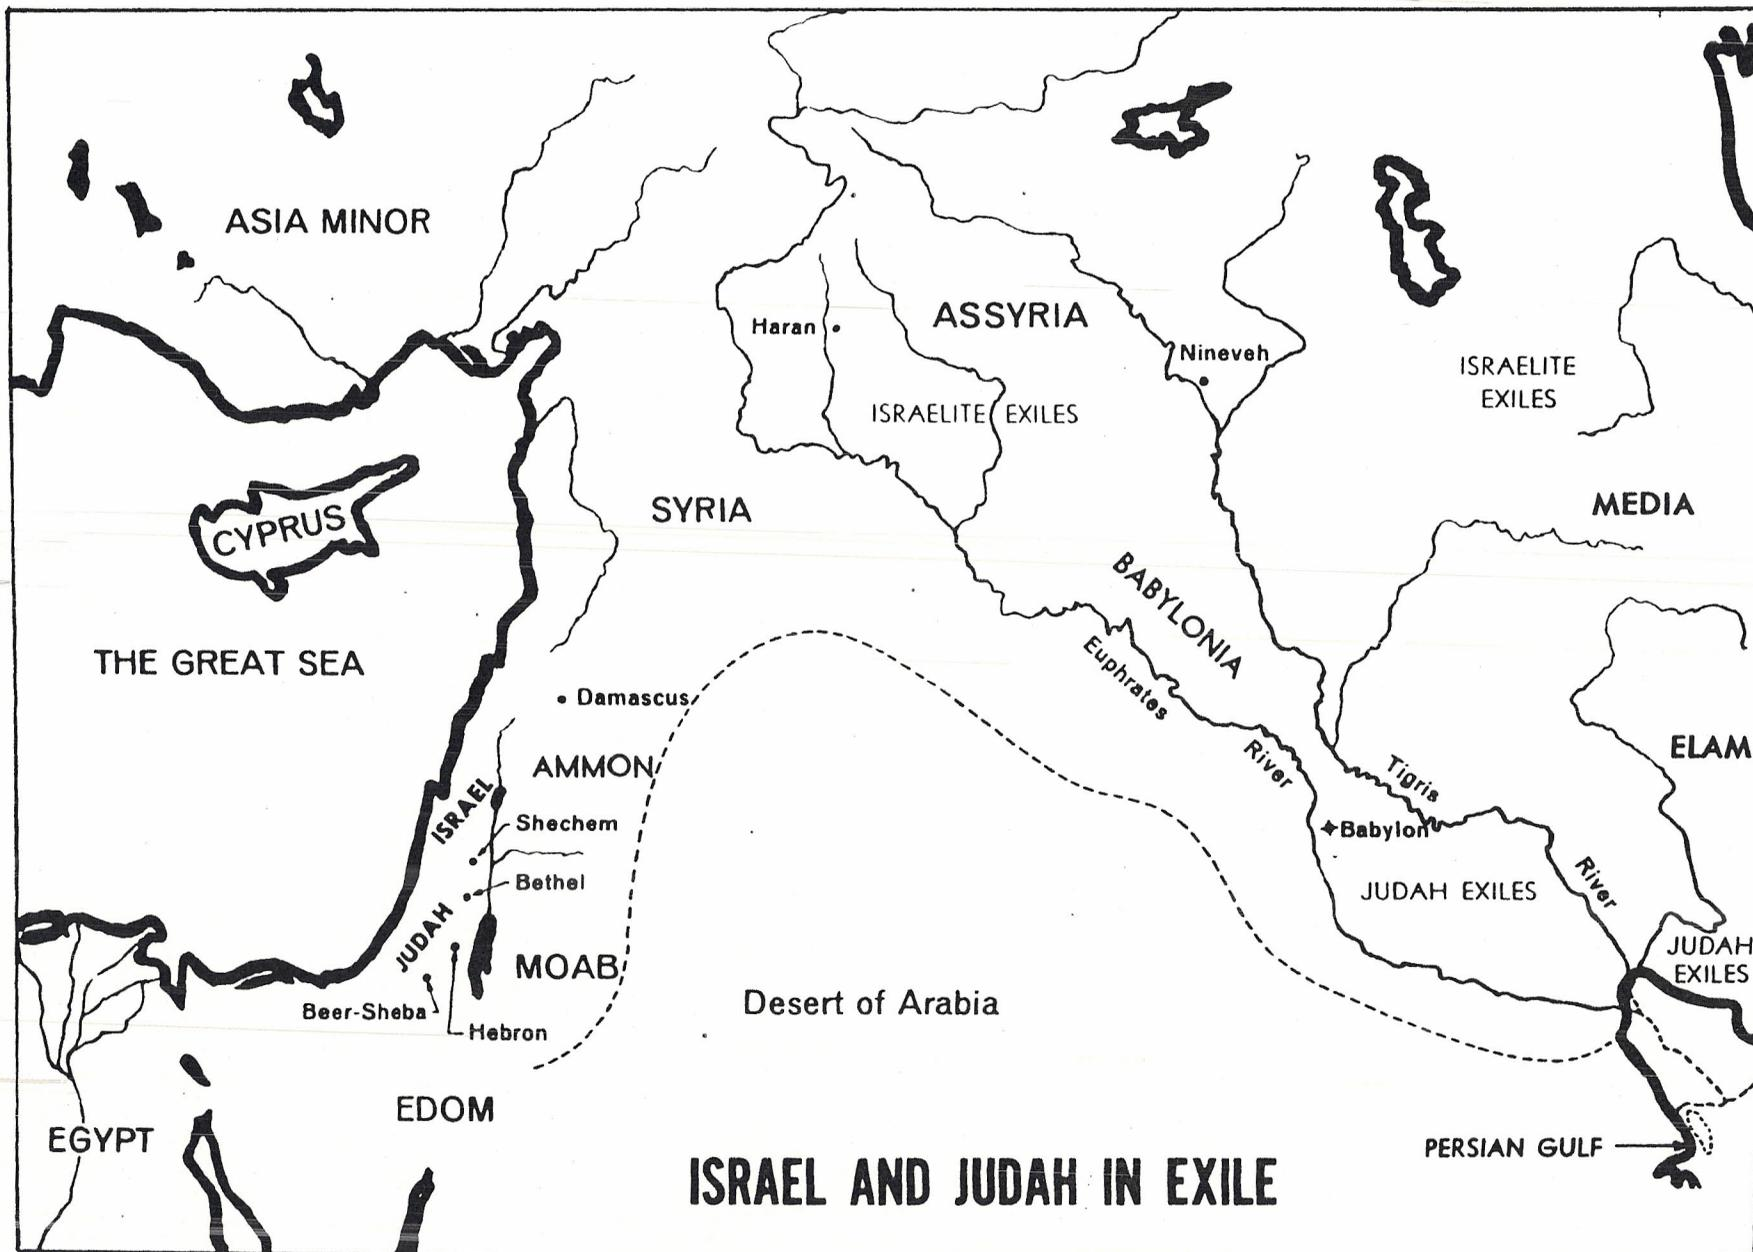 ASIA MINOR
ASSYRIA
Haran
Nineveh
ISRAELITE
EXILES
ISRAELITE EXILES
CYPRUS
SYRIA
MEDIA
BABYLONIA
THE GREAT SEA
Euphrates
River
Damascus
AMMON
ELAM
Tigris
River
ISRAEL
Shechem
Babylon
Bethel
JUDAH EXILES
JUDAH
MOAB
JUDAH
EXILES
Desert of Arabia
Beer-Sheba
Hebron
EDOM
EGYPT
PERSIAN GULF
ISRAEL AND JUDAH IN EXILE